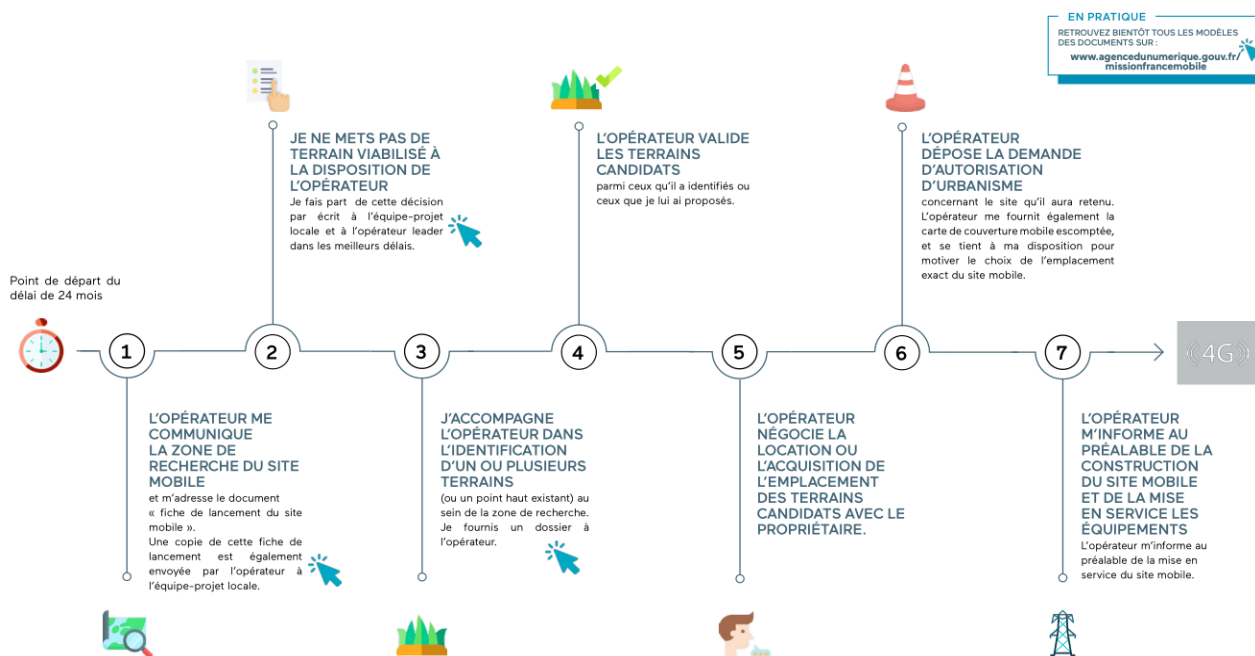 EN PRATIQUE
RETROUVEZ BIENTÔT TOUS LES MODÈLES
DES DOCUMENTS SUR :
www.agencedunumerique.gouv.fr/
missionfrancemobile
Point de départ du
délai de 24 mois
1
L'OPÉRATEUR ME
COMMUNIQUE
LA ZONE DE
RECHERCHE DU SITE
MOBILE
et m'adresse le document
« fiche de lancement du site
mobile ».
Une copie de cette fiche de
lancement est également
envoyée par l'opérateur à
l'équipe-projet locale.
2
JE NE METS PAS DE
TERRAIN VIABILISÉ À
LA DISPOSITION DE
L'OPÉRATEUR
Je fais part de cette décision
par écrit à l'équipe-projet
locale et à l'opérateur leader
dans les meilleurs délais.
3
J'ACCOMPAGNE
L'OPÉRATEUR DANS
L'IDENTIFICATION
D'UN OU PLUSIEURS
TERRAINS
(ou un point haut existant) au
sein de la zone de recherche.
Je fournis un dossier à
l'opérateur.
4
L'OPÉRATEUR VALIDE
LES TERRAINS
CANDIDATS
parmi ceux qu'il a identifiés ou
ceux que je lui ai proposés.
5
L'OPÉRATEUR
NÉGOCIE LA
LOCATION OU
L'ACQUISITION DE
L'EMPLACEMENT
DES TERRAINS
CANDIDATS AVEC LE
PROPRIÉTAIRE.
6
L'OPÉRATEUR
DÉPOSE LA DEMANDE
D'AUTORISATION
D'URBANISME
concernant le site qu'il aura retenu.
L'opérateur me fournit également la
carte de couverture mobile escomptée,
et se tient à ma disposition pour
motiver le choix de l'emplacement
exact du site mobile.
7
L'OPÉRATEUR
M'INFORME AU
PRÉALABLE DE LA
CONSTRUCTION
DU SITE MOBILE
ET DE LA MISE
EN SERVICE LES
ÉQUIPEMENTS
L'opérateur m'informe au
préalable de la mise en
service du site mobile.
4G